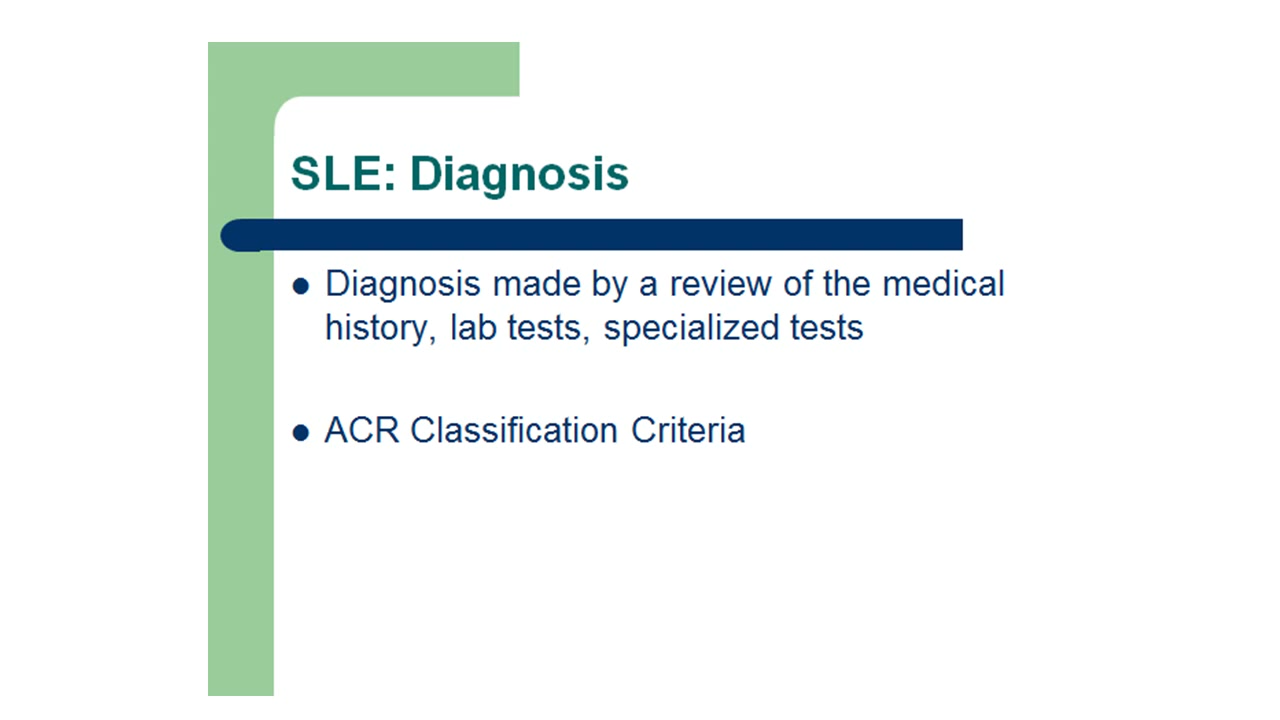 SLE: Diagnosis
● Diagnosis made by a review of the medical
history, lab tests, specialized tests
● ACR Classification Criteria